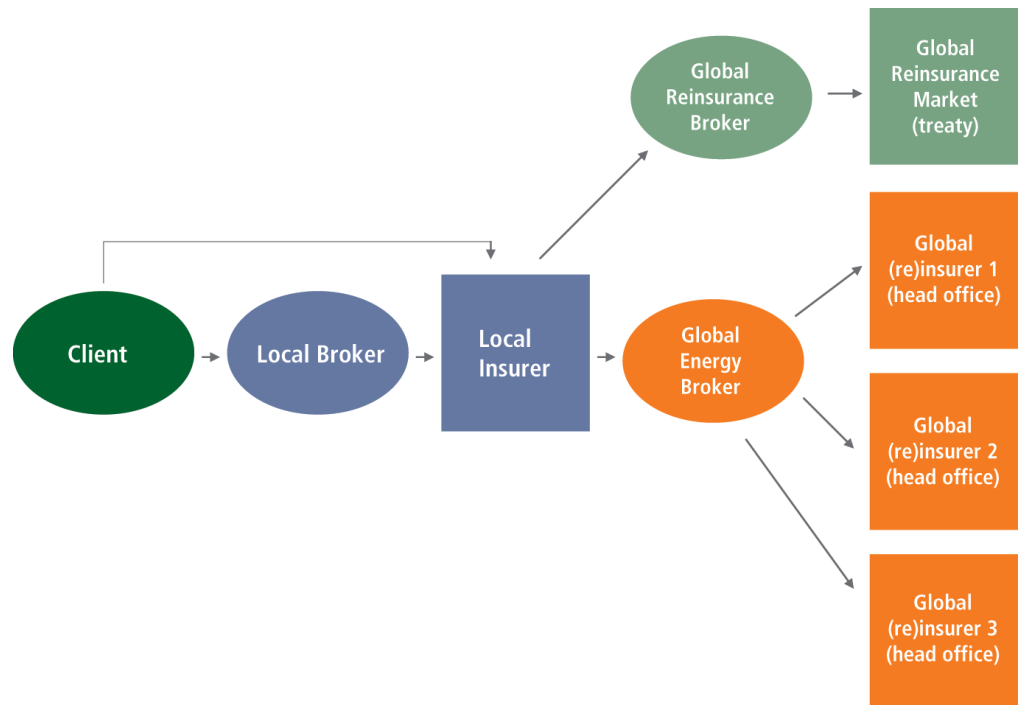 Client
Local Broker
Local
Insurer
Global
Reinsurance
Broker
Global
Reinsurance
Market
(treaty)
Global
Energy
Broker
Global
(re)insurer 1
(head office)
Global
(re)insurer 2
(head office)
Global
(re)insurer 3
(head office)